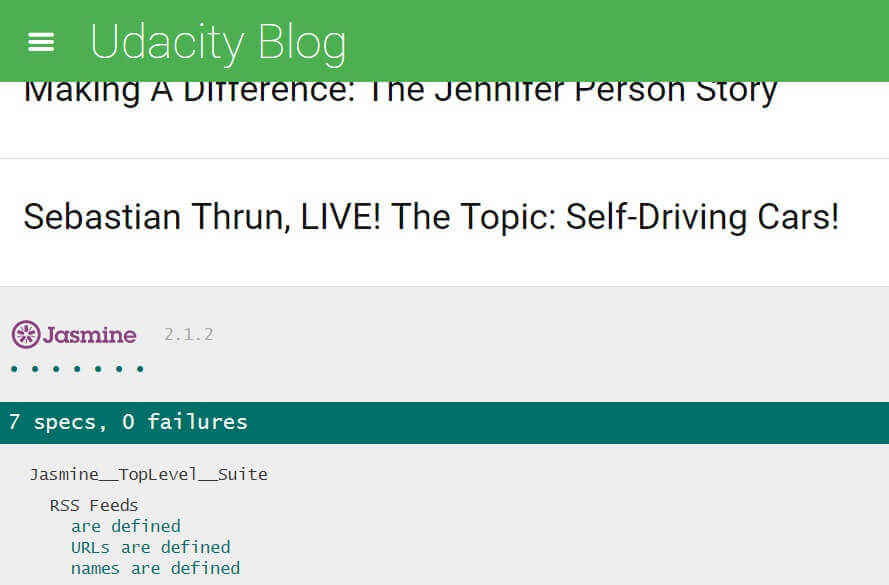 Udacity Blog
Making A Difference: The Jennifer Person Story
Sebastian Thrun, LIVE! The Topic: Self-Driving Cars!
Jasmine 2.1.2
7 specs, 0 failures
Jasmine__TopLevel__Suite
RSS Feeds
are defined
URLs are defined
names are defined